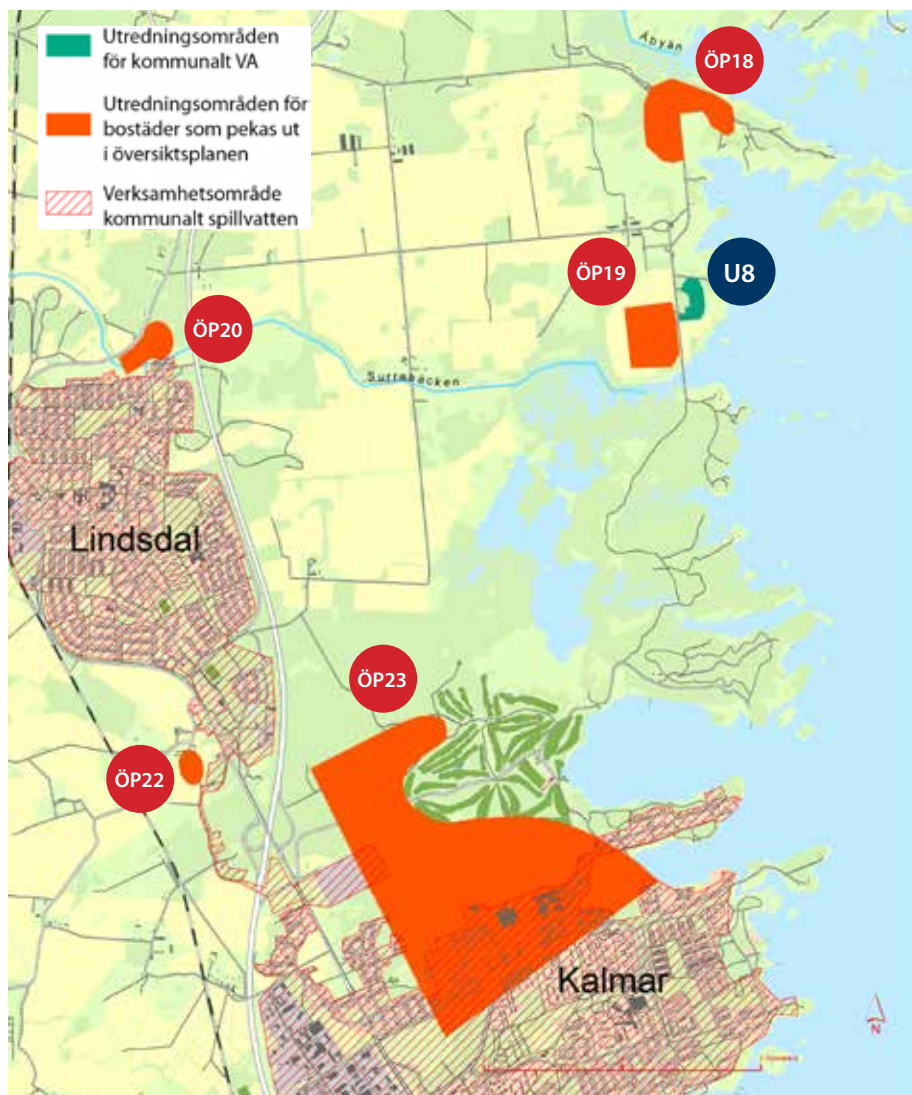 Utredningsområden
för kommunalt VA
Utredningsområden för
bostäder som pekas ut
i översiktsplanen
Verksamhetsområde
kommunalt spillvatten
Åbyån
ÖP18
ÖP19
U8
ÖP20
Surrebäcken
Lindsdal
ÖP23
ÖP22
Kalmar
N